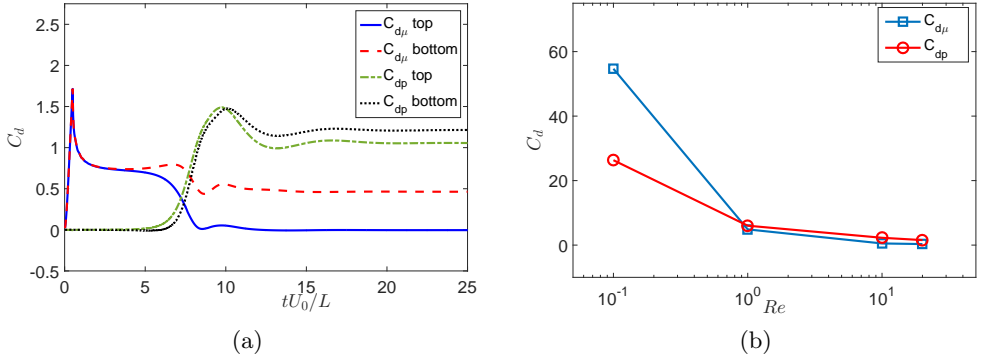 2.5
2
1.5
1
0.5
0
-0.5
C_d
0 5 10 15 20 25
tU_0/L
C_dμ top
C_dμ bottom
C_dp top
C_dp bottom
(a)
60
40
20
0
C_d
10^-1 10^0 10^1
Re
C_dμ
C_dp
(b)